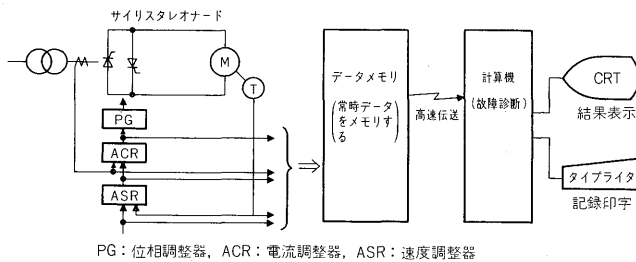 サイリスタレオナード
M
T
PG
ACR
ASR
データメモリ
(常時データ
をメモリす
る)
高速伝送
計算機
(故障診断)
CRT
結果表示
タイプライタ
記録印字
PG:位相調整器, ACR:電流調整器, ASR:速度調整器